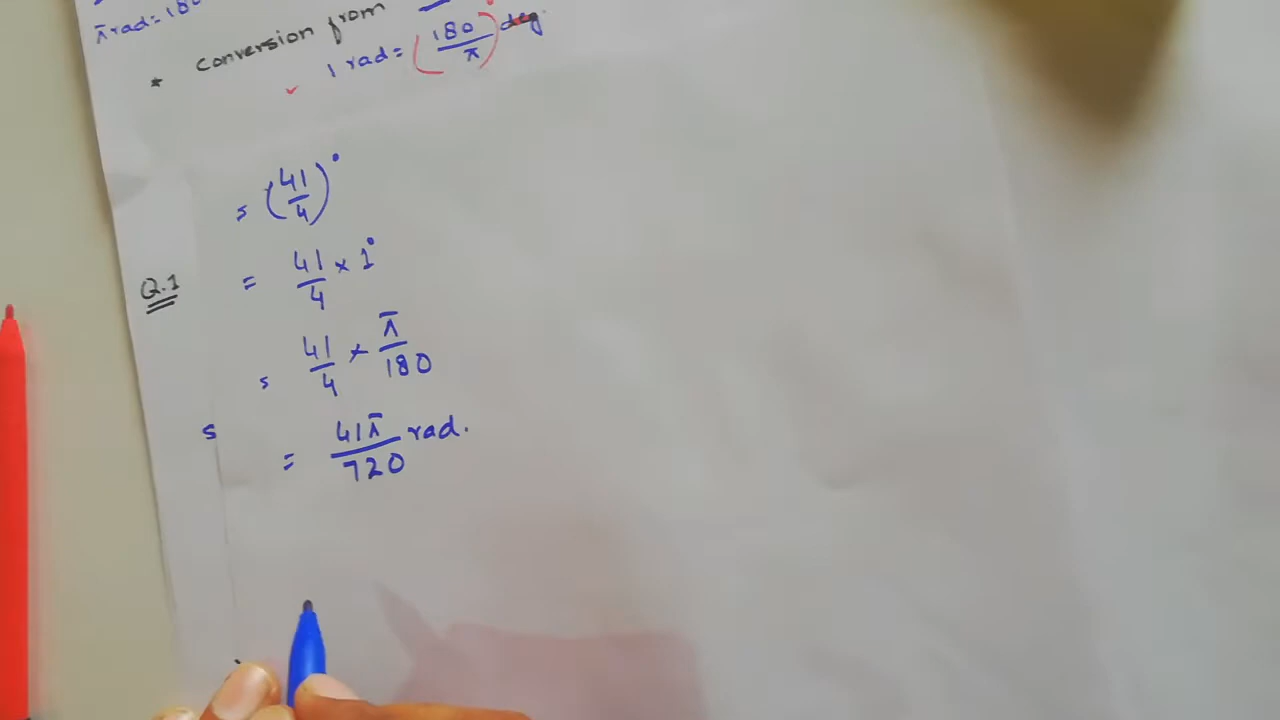 π rad = 180
* Conversion from
1 rad = (180/π)° deg.
= (41/4)°
Q.1 = 41/4 × 1°
= 41/4 × π/180
= 41π/720 rad.